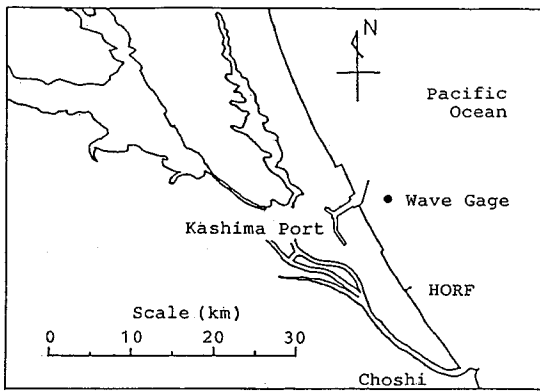 N
Pacific
Ocean
Wave Gage
Kashima Port
HORF
Scale (km)
0 10 20 30
Choshi